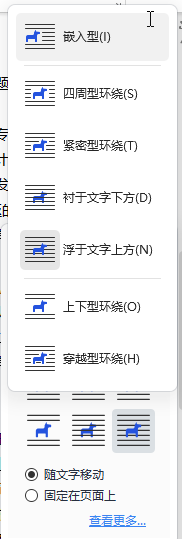 嵌入型(I)
四周型环绕(S)
紧密型环绕(T)
衬于文字下方(D)
浮于文字上方(N)
上下型环绕(O)
穿越型环绕(H)
随文字移动
固定在页面上
查看更多...